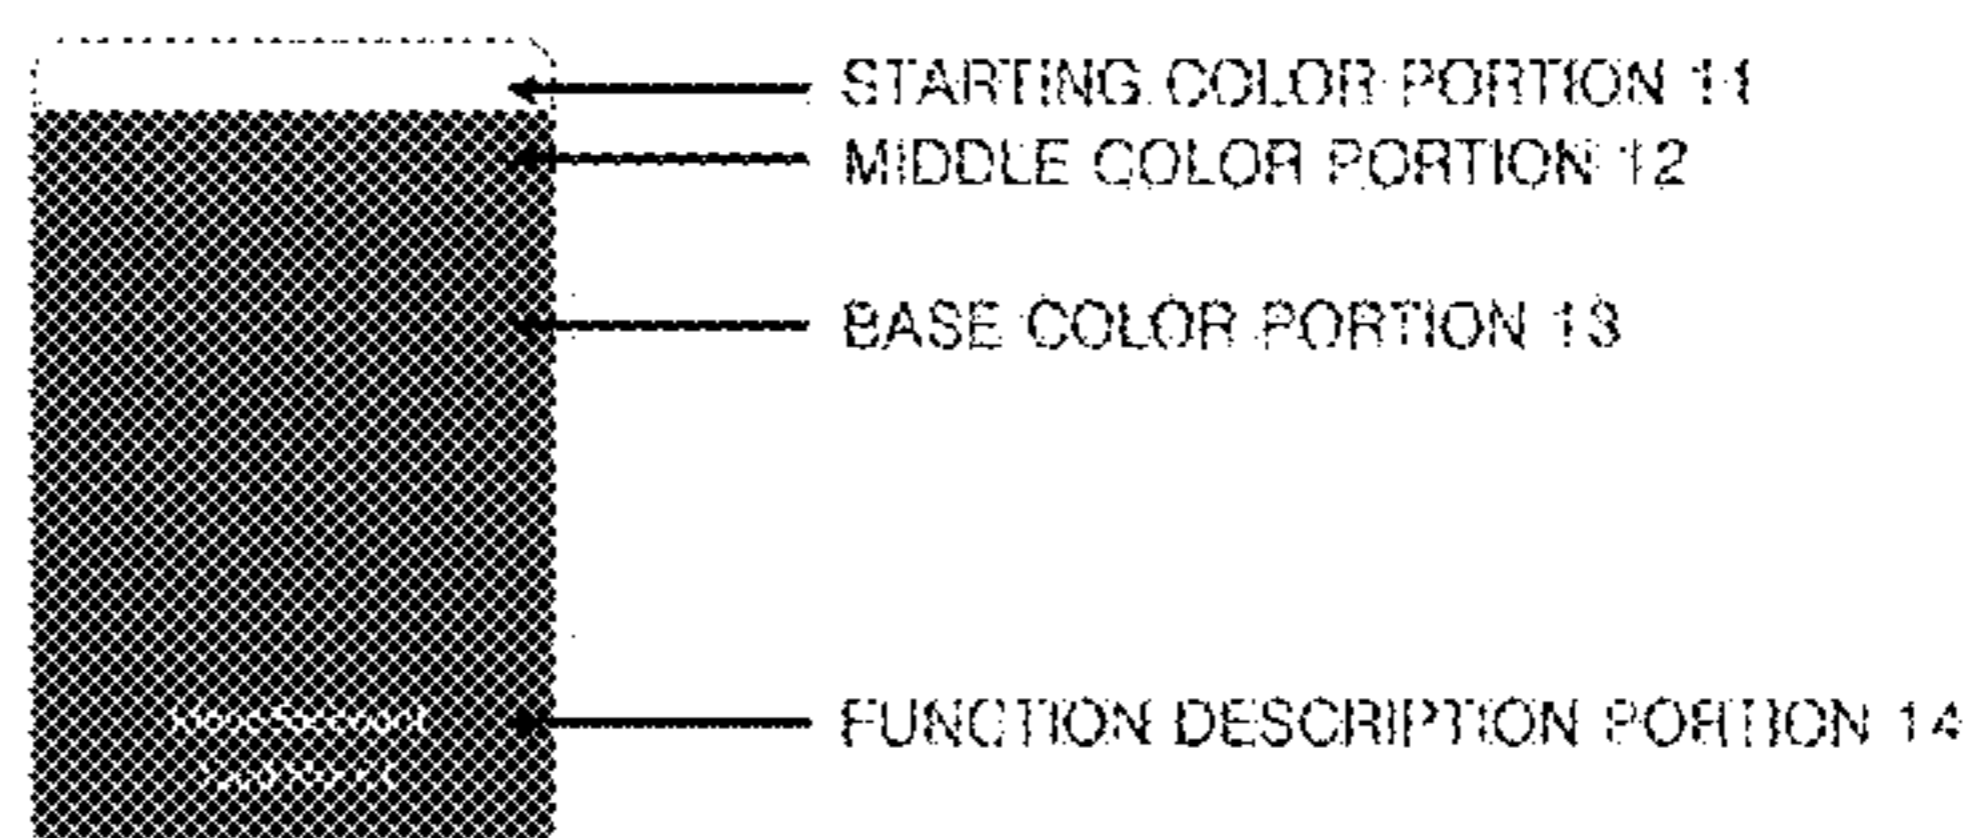 STARTING COLOR PORTION 11
MIDDLE COLOR PORTION 12
BASE COLOR PORTION 13
FUNCTION DESCRIPTION PORTION 14